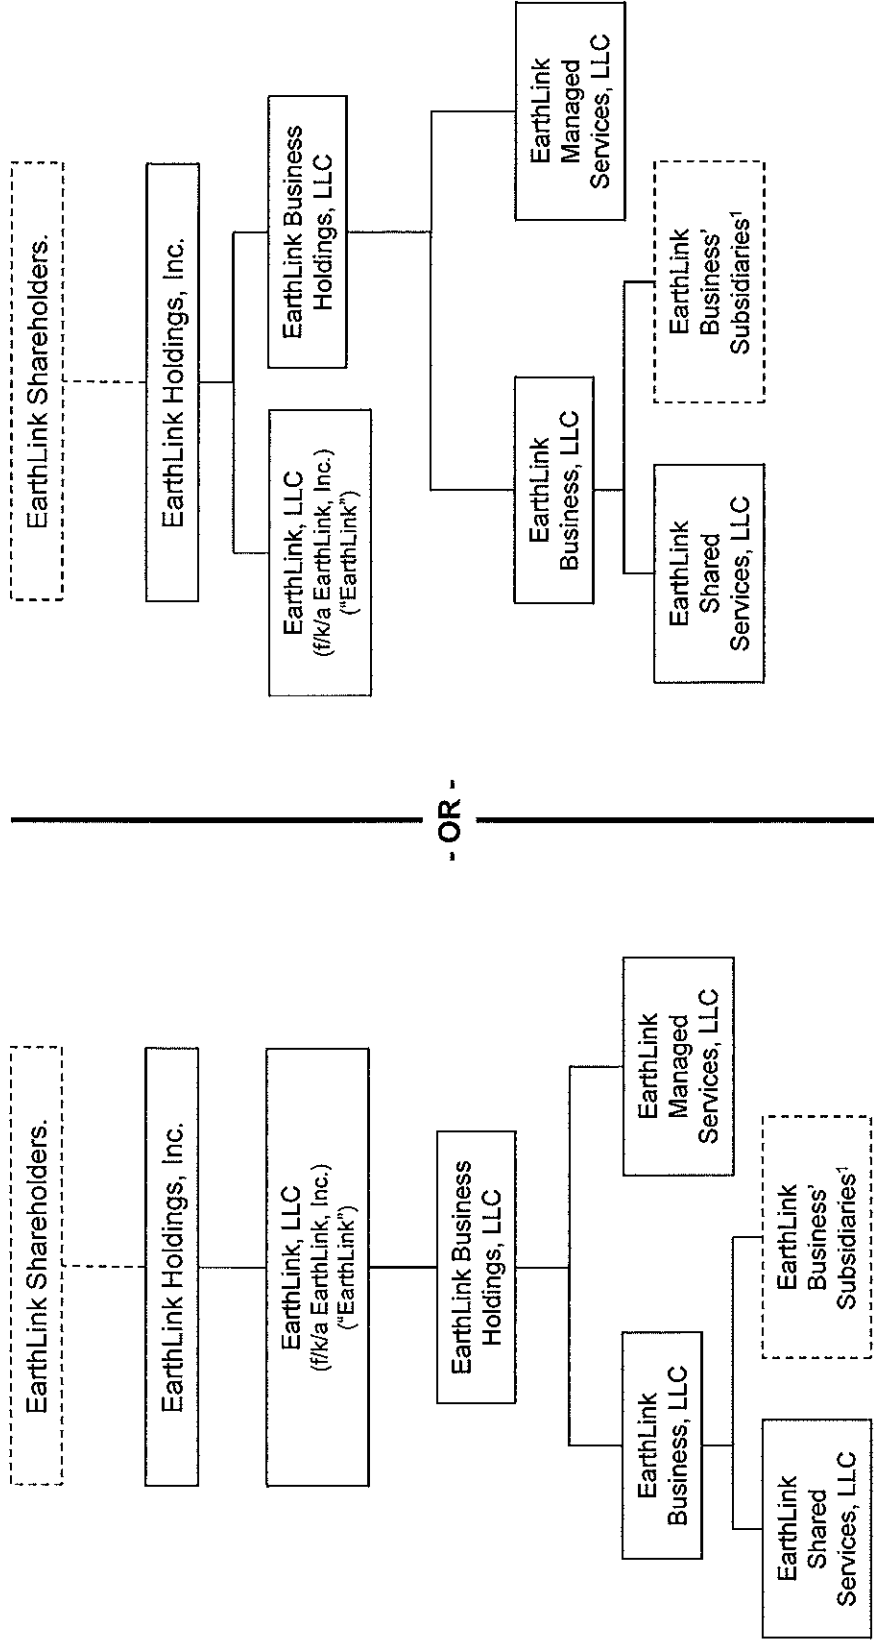 EarthLink Shareholders.
EarthLink Holdings, Inc.
EarthLink, LLC
(f/k/a EarthLink, Inc.)
("EarthLink")
EarthLink Business
Holdings, LLC
EarthLink
Business, LLC
EarthLink
Managed
Services, LLC
EarthLink
Shared
Services, LLC
EarthLink
Business'
Subsidiaries¹
- OR -
EarthLink Shareholders.
EarthLink Holdings, Inc.
EarthLink, LLC
(f/k/a EarthLink, Inc.)
("EarthLink")
EarthLink Business
Holdings, LLC
EarthLink
Business, LLC
EarthLink
Managed
Services, LLC
EarthLink
Shared
Services, LLC
EarthLink
Business'
Subsidiaries¹